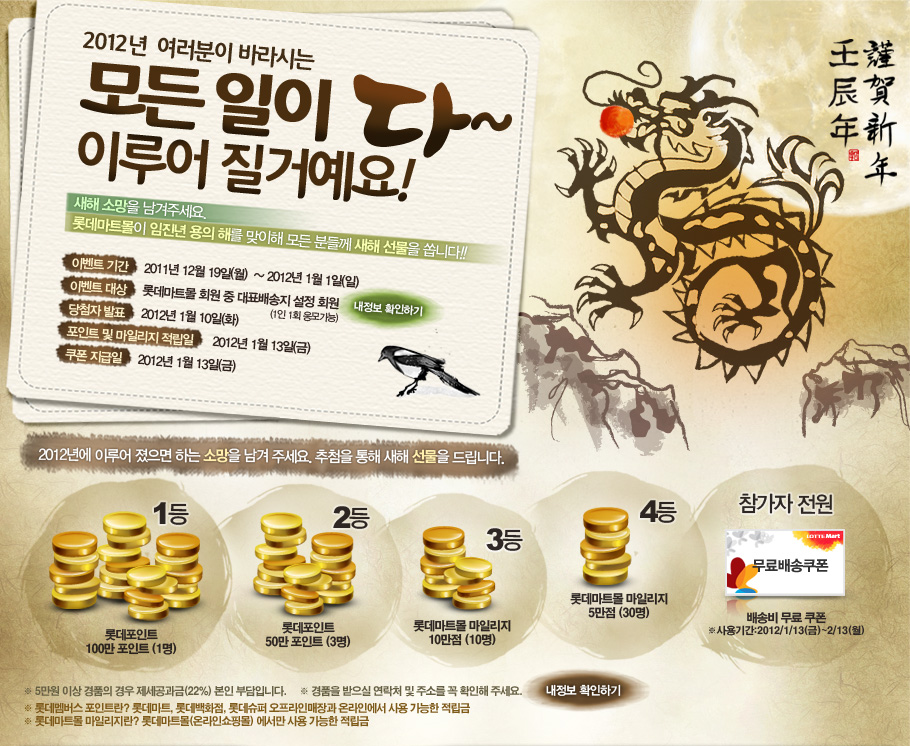 2012년 여러분이 바라시는
모든 일이 다~
이루어 질거예요!
새해 소망을 남겨주세요.
롯데마트몰이 임진년 용의 해를 맞이해 모든 분들께 새해 선물을 쏩니다!!
이벤트 기간 2011년 12월 19일(월) ~ 2012년 1월 1일(일)
이벤트 대상 롯데마트몰 회원 중 대표배송지 설정 회원 내정보 확인하기
(1인 1회 응모가능)
당첨자 발표 2012년 1월 10일(화)
포인트 및 마일리지 적립일 2012년 1월 13일(금)
쿠폰 지급일 2012년 1월 13일(금)
謹賀新年
壬辰年
2012년에 이루어 졌으면 하는 소망을 남겨 주세요. 추첨을 통해 새해 선물을 드립니다.
1등
롯데포인트
100만 포인트 (1명)
2등
롯데포인트
50만 포인트 (3명)
3등
롯데마트몰 마일리지
10만점 (10명)
4등
롯데마트몰 마일리지
5만점 (30명)
참가자 전원
LOTTE Mart
무료배송쿠폰
배송비 무료 쿠폰
※사용기간:2012/1/13(금)~2/13(월)
※ 5만원 이상 경품의 경우 제세공과금(22%) 본인 부담입니다. ※ 경품을 받으실 연락처 및 주소를 꼭 확인해 주세요. 내정보 확인하기
※ 롯데멤버스 포인트란? 롯데마트, 롯데백화점, 롯데슈퍼 오프라인매장과 온라인에서 사용 가능한 적립금
※ 롯데마트몰 마일리지란? 롯데마트몰(온라인쇼핑몰) 에서만 사용 가능한 적립금